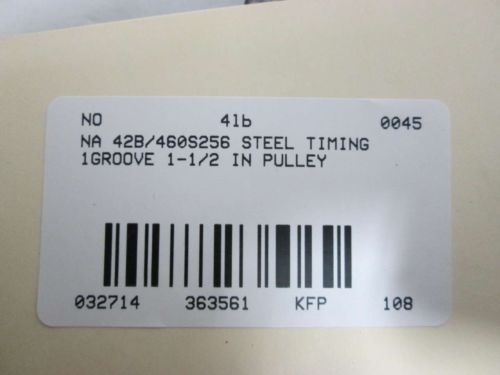 NO 4lb 0045
NA 42B/460S256 STEEL TIMING
1GROOVE 1-1/2 IN PULLEY
032714 363561 KFP 108